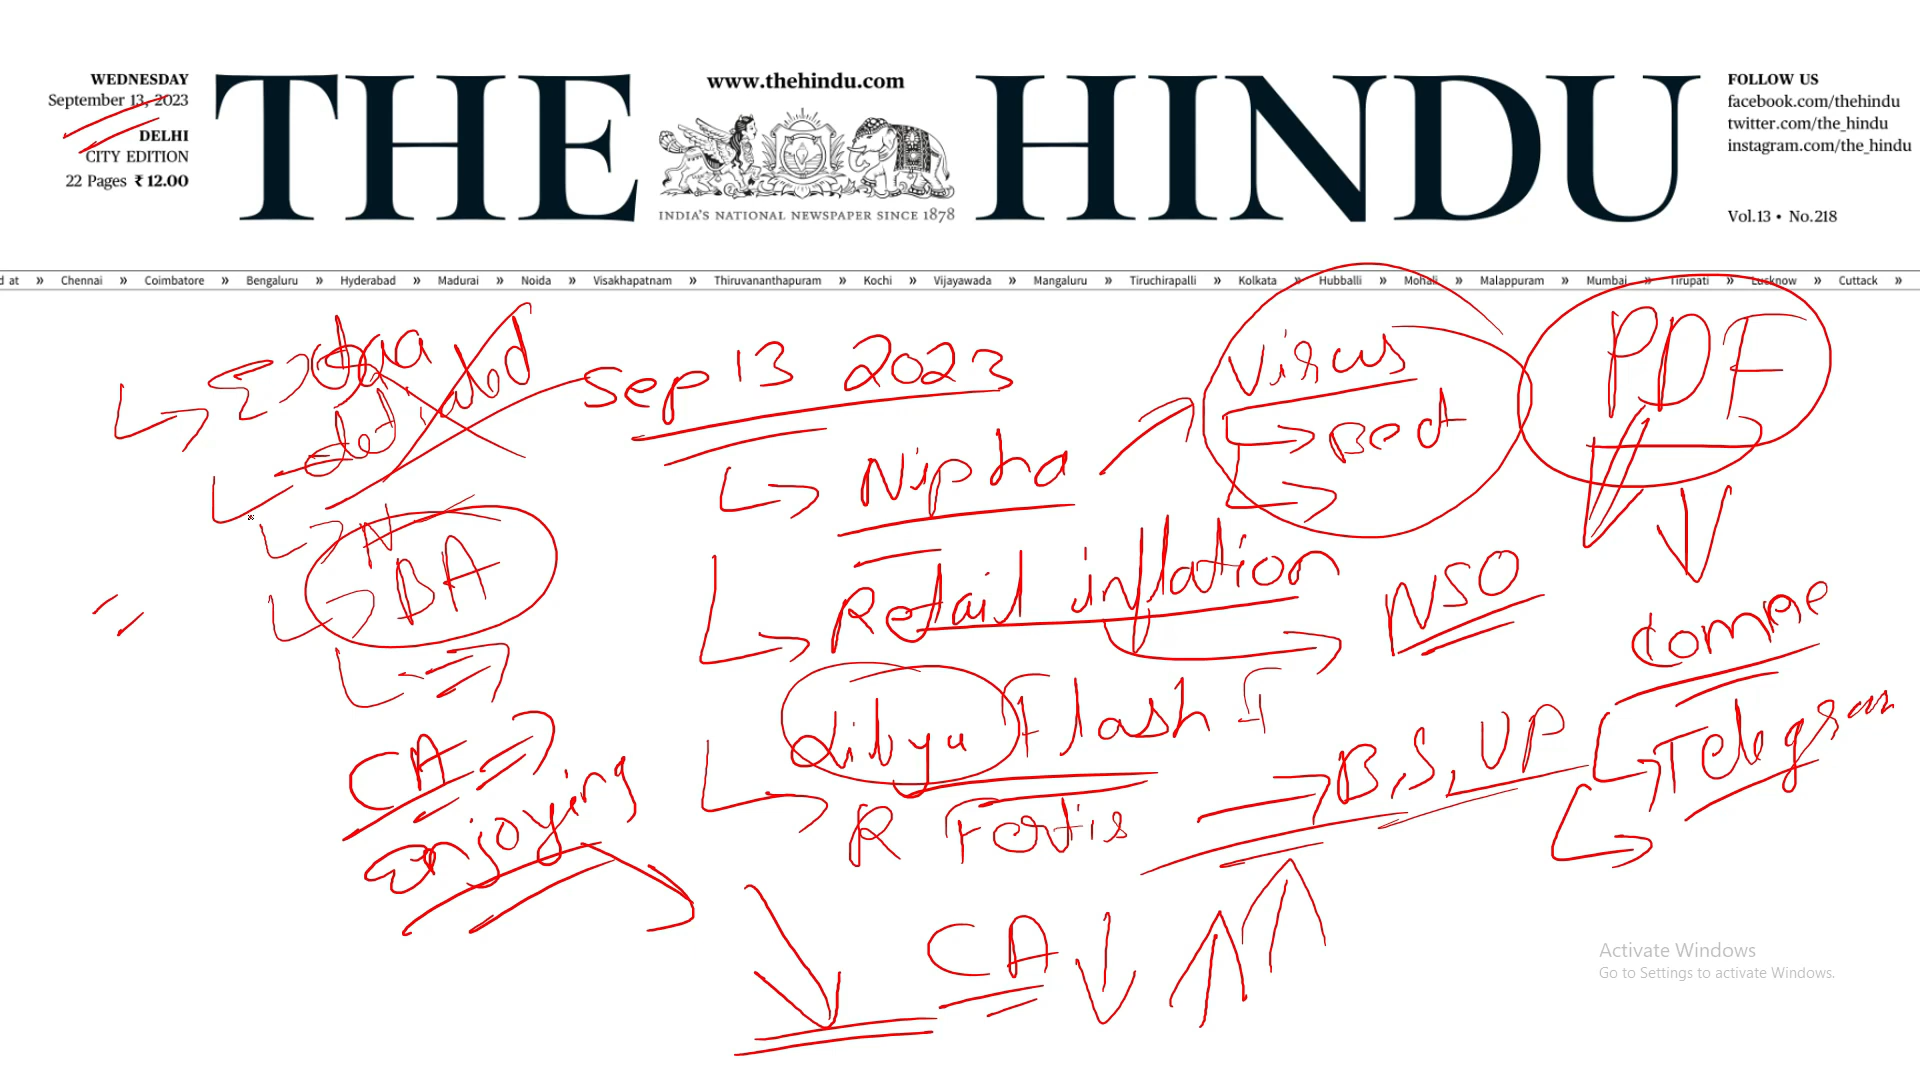 WEDNESDAY
September 13, 2023
DELHI
CITY EDITION
22 Pages ₹ 12.00
THE HINDU
www.thehindu.com
INDIA'S NATIONAL NEWSPAPER SINCE 1878
FOLLOW US
facebook.com/thehindu
twitter.com/the_hindu
instagram.com/the_hindu
Vol.13 • No.218
d at » Chennai » Coimbatore » Bengaluru » Hyderabad » Madurai » Noida » Visakhapatnam » Thiruvananthapuram » Kochi » Vijayawada » Mangaluru » Tiruchirapalli » Kolkata » Hubballi » Mohali » Malappuram » Mumbai » Tirupati » Lucknow » Cuttack »
Extra
N
BA
CA
enjoying
Sep 13 2023
Nipha
Virus
Retail inflation
NSO
Libya Flash F
R Fortis
B, S, UP
CA
PDF
Telegram
Activate Windows
Go to Settings to activate Windows.